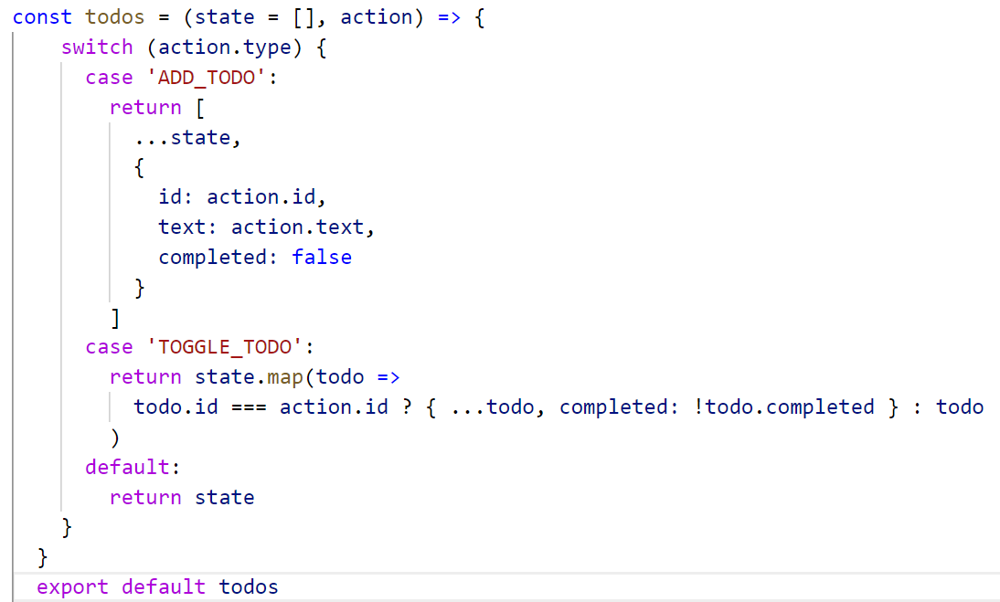 const todos = (state = [], action) => {
    switch (action.type) {
      case 'ADD_TODO':
        return [
          ...state,
          {
            id: action.id,
            text: action.text,
            completed: false
          }
        ]
      case 'TOGGLE_TODO':
        return state.map(todo =>
          todo.id === action.id ? { ...todo, completed: !todo.completed } : todo
        )
      default:
        return state
    }
  }
  export default todos